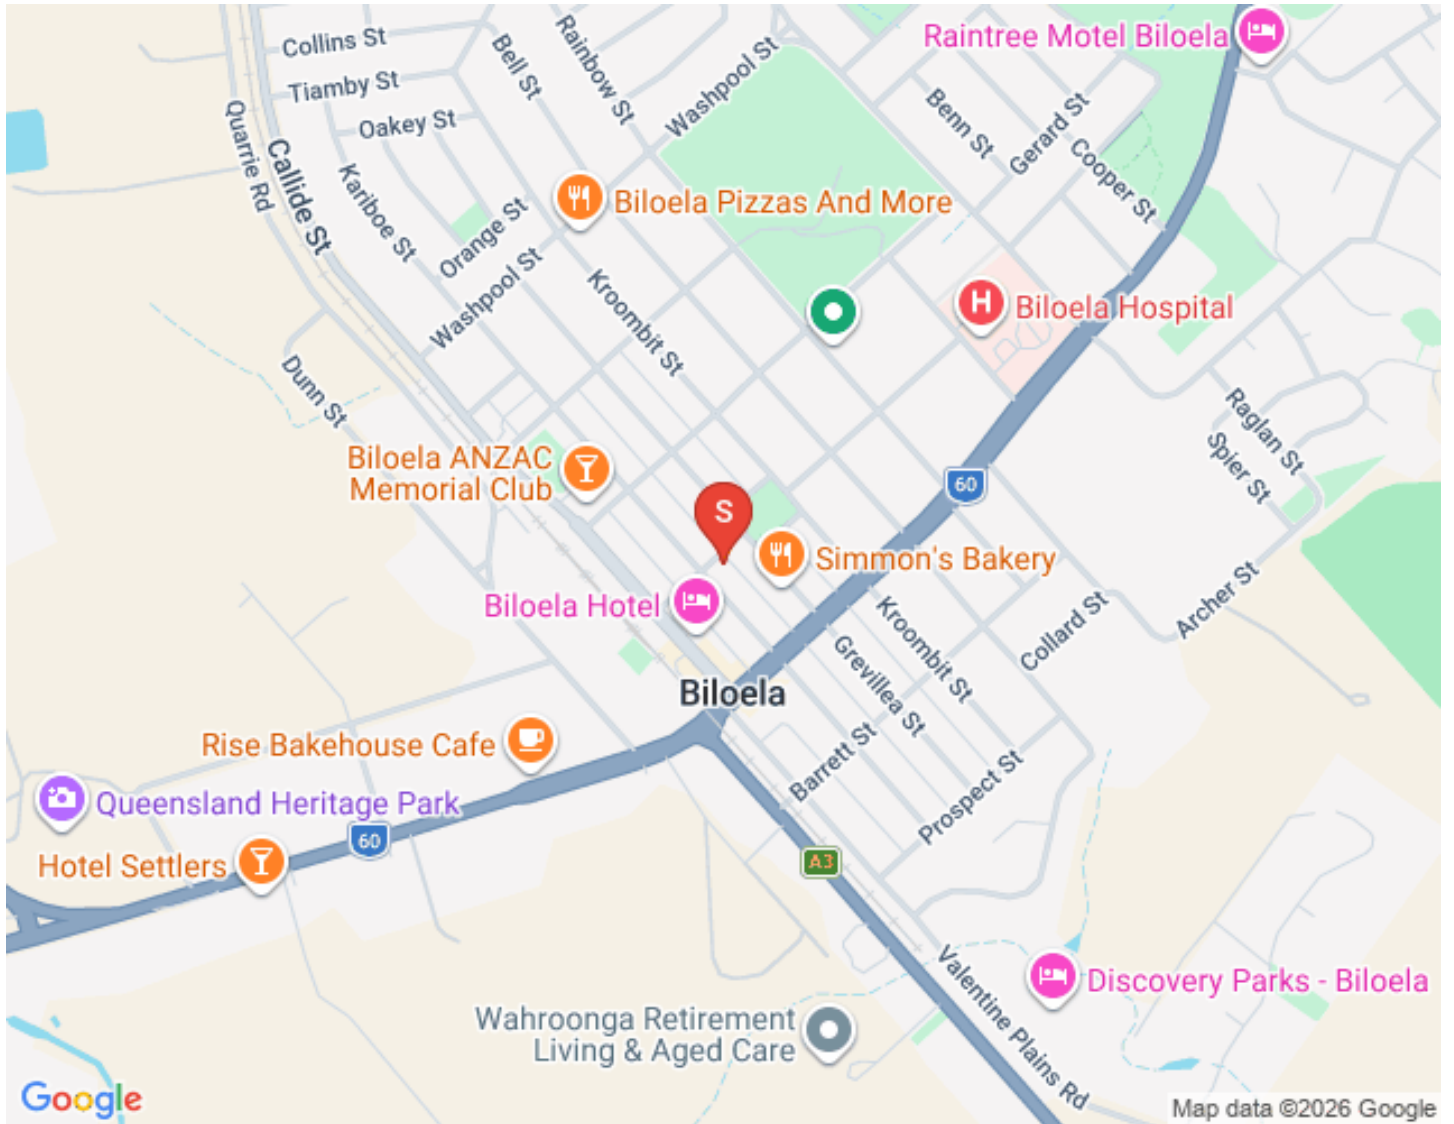 Raintree Motel Biloela
Collins St
Tiamby St
Oakey St
Bell St
Rainbow St
Washpool St
Benn St
Gerard St
Cooper St
Quarrie Rd
Callide St
Kariboe St
Orange St
Washpool St
Biloela Pizzas And More
Kroombit St
H
Biloela Hospital
Dunn St
Raglan St
Spier St
Biloela ANZAC
Memorial Club
S
60
Simmon's Bakery
Biloela Hotel
Archer St
Collard St
Kroombit St
Grevillea St
Biloela
Barrett St
Prospect St
Rise Bakehouse Cafe
Queensland Heritage Park
60
Hotel Settlers
A3
Valentine Plains Rd
Discovery Parks - Biloela
Wahroonga Retirement
Living & Aged Care
Google
Map data ©2026 Google